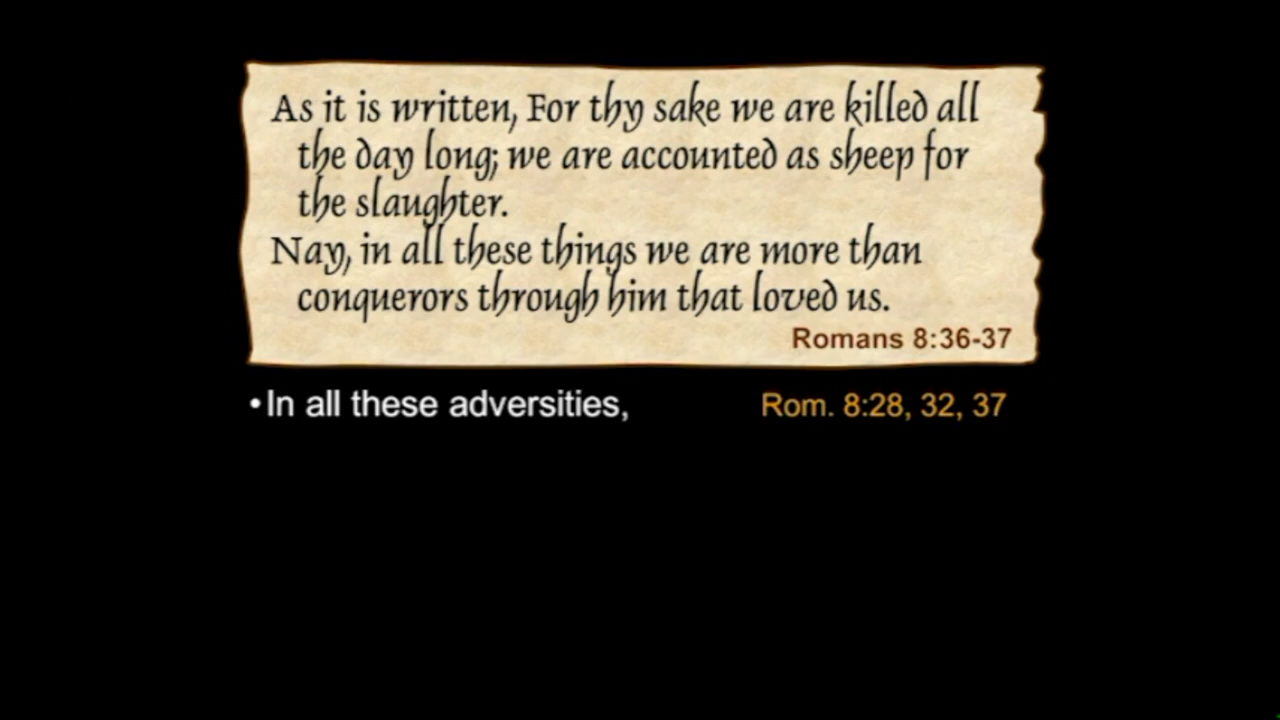 As it is written, For thy sake we are killed all
the day long; we are accounted as sheep for
the slaughter.
Nay, in all these things we are more than
conquerors through him that loved us.
Romans 8:36-37
•In all these adversities, Rom. 8:28, 32, 37